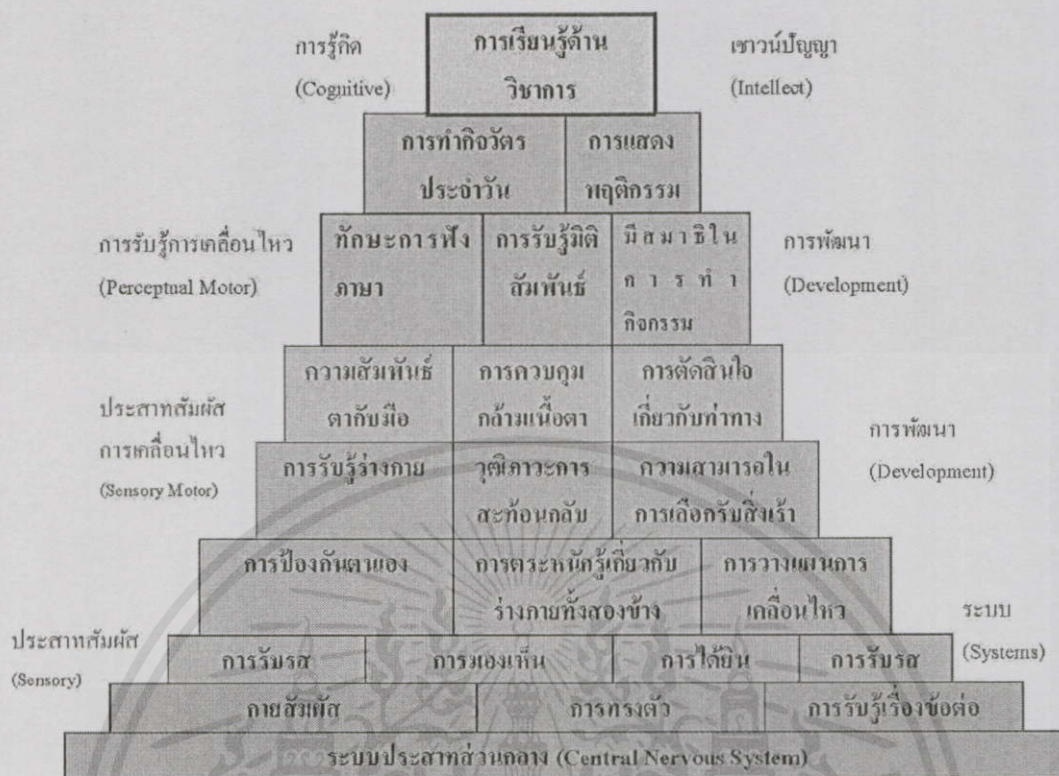 การรู้คิด
(Cognitive)
การเรียนรู้ด้าน
วิชาการ
เชาวน์ปัญญา
(Intellect)
การทำกิจวัตร
ประจำวัน
การแสดง
พฤติกรรม
การรับรู้การเคลื่อนไหว
(Perceptual Motor)
ทักษะการฟัง
ภาษา
การรับรู้มิติ
สัมพันธ์
มีสมาธิใน
การทำ
กิจกรรม
การพัฒนา
(Development)
ประสาทสัมผัส
การเคลื่อนไหว
(Sensory Motor)
ความสัมพันธ์
ตากับมือ
การควบคุม
กล้ามเนื้อตา
การตัดสินใจ
เกี่ยวกับท่าทาง
การรับรู้ร่างกาย
วุฒิภาวะการ
สะท้อนกลับ
ความสามารถใน
การเลือกรับสิ่งเร้า
การพัฒนา
(Development)
การป้องกันตนเอง
การตระหนักรู้เกี่ยวกับ
ร่างกายทั้งสองข้าง
การวางแผนการ
เคลื่อนไหว
ประสาทสัมผัส
(Sensory)
การรับรส
การมองเห็น
การได้ยิน
การรับรส
ระบบ
(Systems)
กายสัมผัส
การทรงตัว
การรับรู้เรื่องข้อต่อ
ระบบประสาทส่วนกลาง (Central Nervous System)